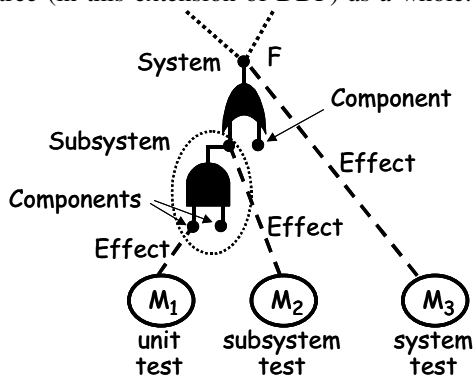 tree (in this extension of DDP) as a whole.
System F
Component
Subsystem
Effect
Components
Effect
Effect
M1 M2 M3
unit subsystem system
test test test